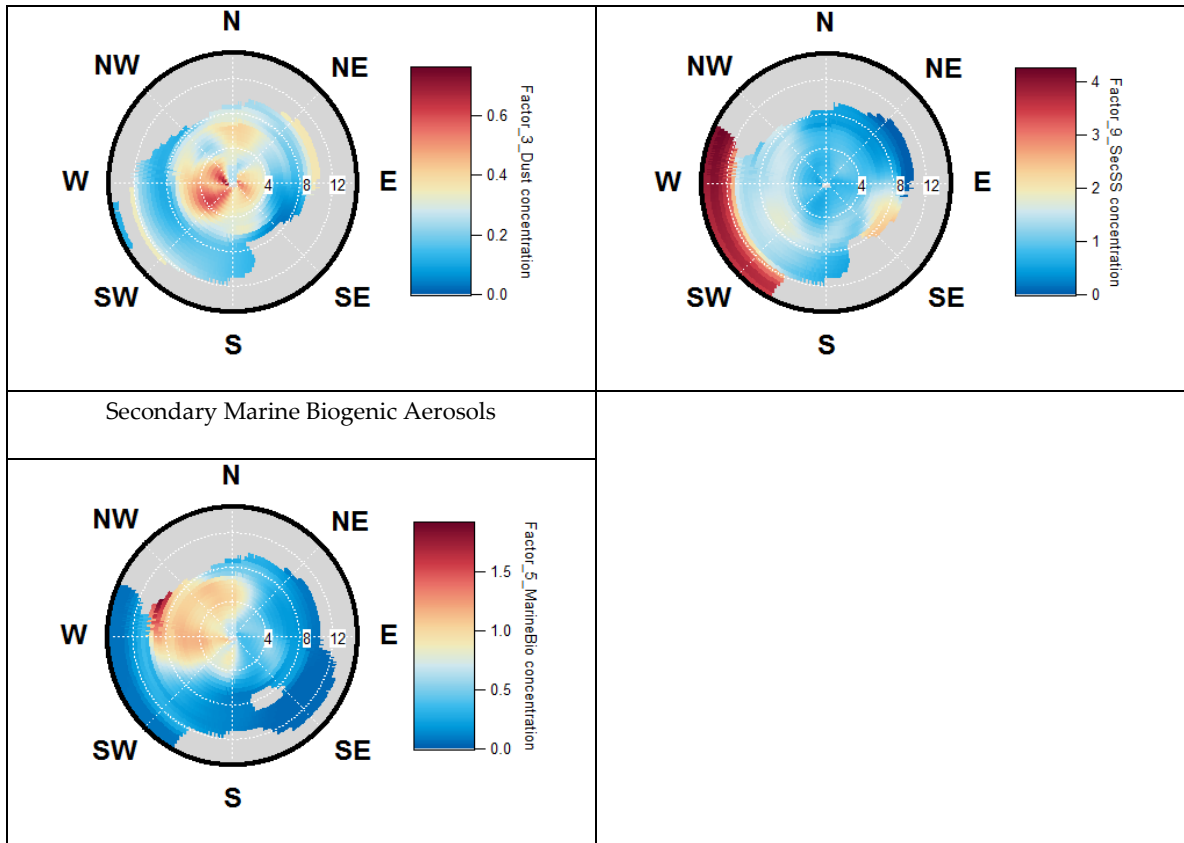 N
NW NE
W E
SW SE
S
4 8 12
0.6
0.4
0.2
0.0
Factor_3_Dust concentration
N
NW NE
W E
SW SE
S
4 8 12
4
3
2
1
0
Factor_9_SecSS concentration
Secondary Marine Biogenic Aerosols
N
NW NE
W E
SW SE
S
4 8 12
1.5
1.0
0.5
0.0
Factor_5_MarineBio concentration